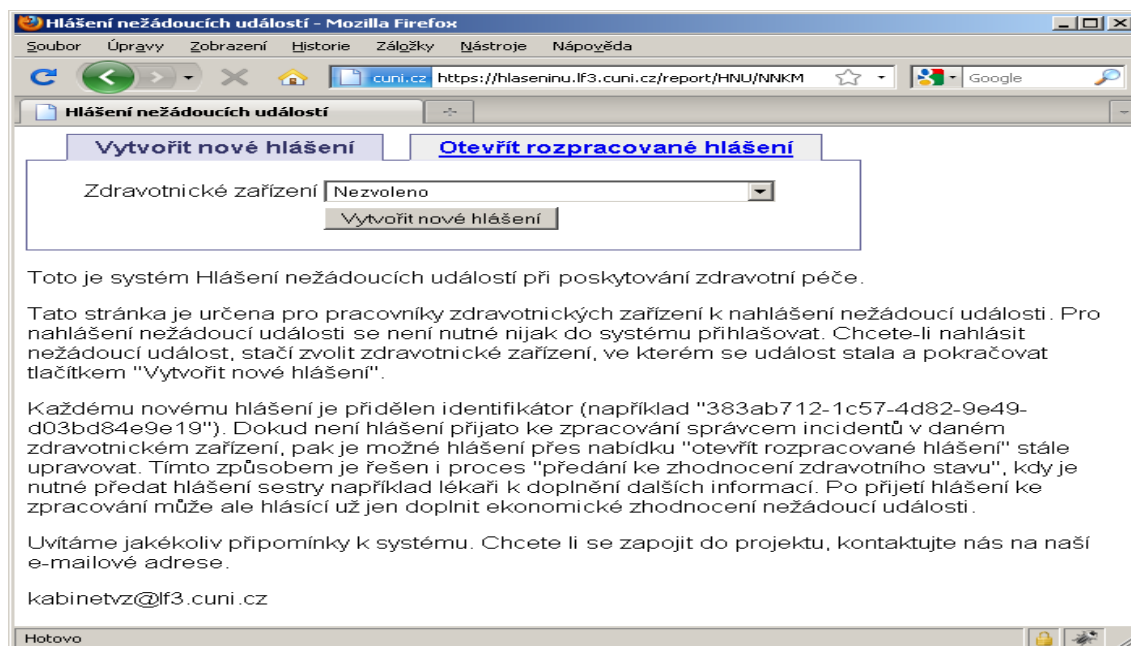 Hlášení nežádoucích událostí - Mozilla Firefox
Soubor Úpravy Zobrazení Historie Záložky Nástroje Nápověda
cuni.cz https://hlaseninu.lf3.cuni.cz/report/HNU/NNKM Google
Hlášení nežádoucích událostí
Vytvořit nové hlášení Otevřít rozpracované hlášení
Zdravotnické zařízení Nezvoleno
Vytvořit nové hlášení
Toto je systém Hlášení nežádoucích událostí při poskytování zdravotní péče.
Tato stránka je určena pro pracovníky zdravotnických zařízení k nahlášení nežádoucí události. Pro
nahlášení nežádoucí události se není nutné nijak do systému přihlašovat. Chcete-li nahlásit
nežádoucí událost, stačí zvolit zdravotnické zařízení, ve kterém se událost stala a pokračovat
tlačítkem "Vytvořit nové hlášení".
Každému novému hlášení je přidělen identifikátor (například "383ab712-1c57-4d82-9e49-
d03bd84e9e19"). Dokud není hlášení přijato ke zpracování správcem incidentů v daném
zdravotnickém zařízení, pak je možné hlášení přes nabídku "otevřít rozpracované hlášení" stále
upravovat. Tímto způsobem je řešen i proces "předání ke zhodnocení zdravotního stavu", kdy je
nutné předat hlášení sestry například lékaři k doplnění dalších informací. Po přijetí hlášení ke
zpracování může ale hlásící už jen doplnit ekonomické zhodnocení nežádoucí události.
Uvítáme jakékoliv připomínky k systému. Chcete li se zapojit do projektu, kontaktujte nás na naší
e-mailové adrese.
kabinetvz@lf3.cuni.cz
Hotovo